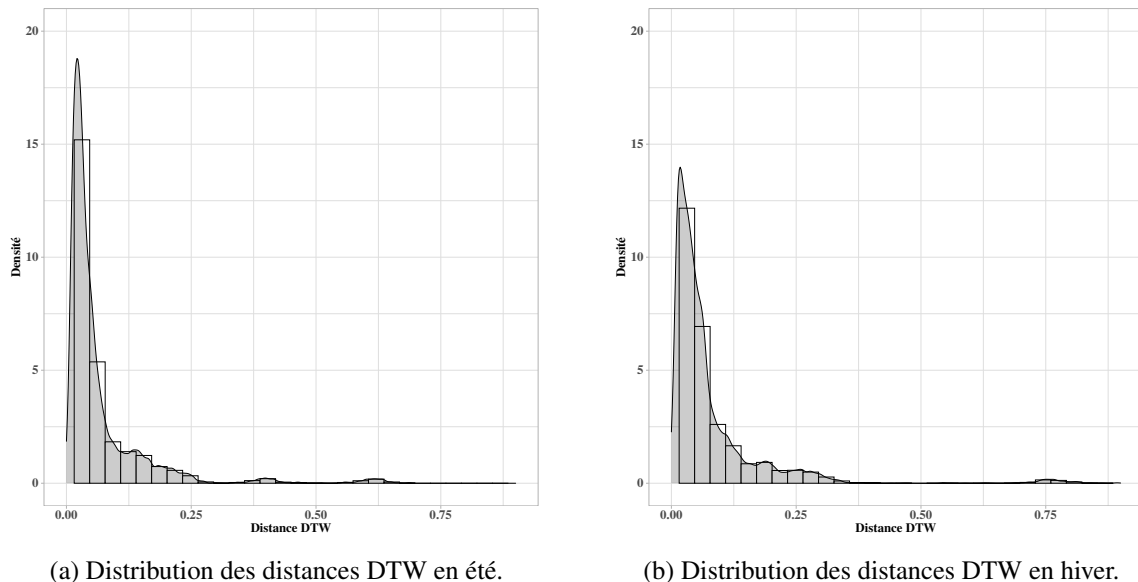 20
15
10
5
0
Densité
0.00 0.25 0.50 0.75
Distance DTW
(a) Distribution des distances DTW en été.
20
15
10
5
0
Densité
0.00 0.25 0.50 0.75
Distance DTW
(b) Distribution des distances DTW en hiver.